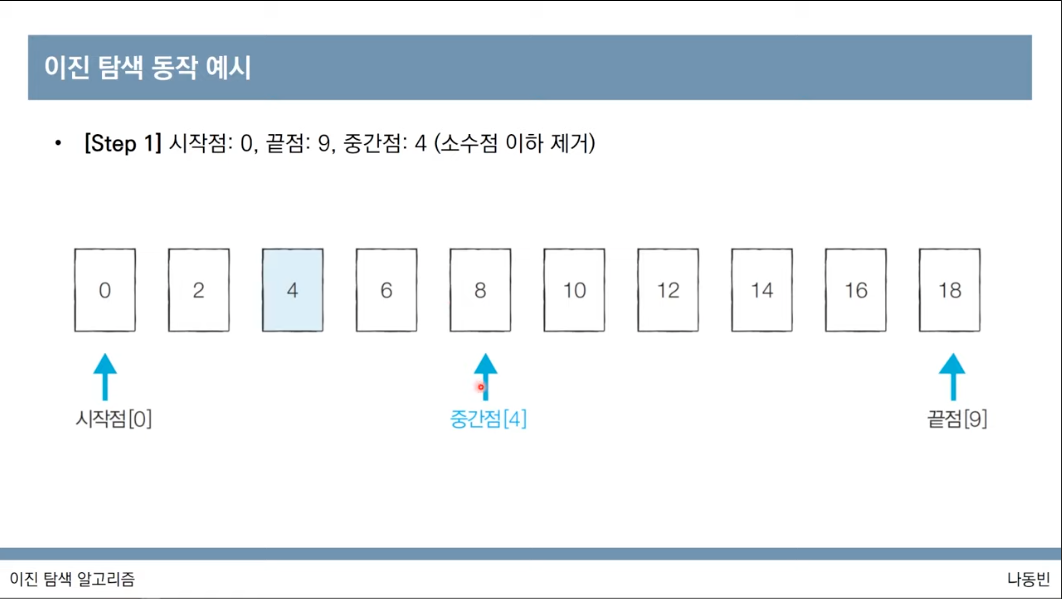 이진 탐색 동작 예시
• [Step 1] 시작점: 0, 끝점: 9, 중간점: 4 (소수점 이하 제거)
0 2 4 6 8 10 12 14 16 18
시작점[0] 중간점[4] 끝점[9]
이진 탐색 알고리즘 나동빈